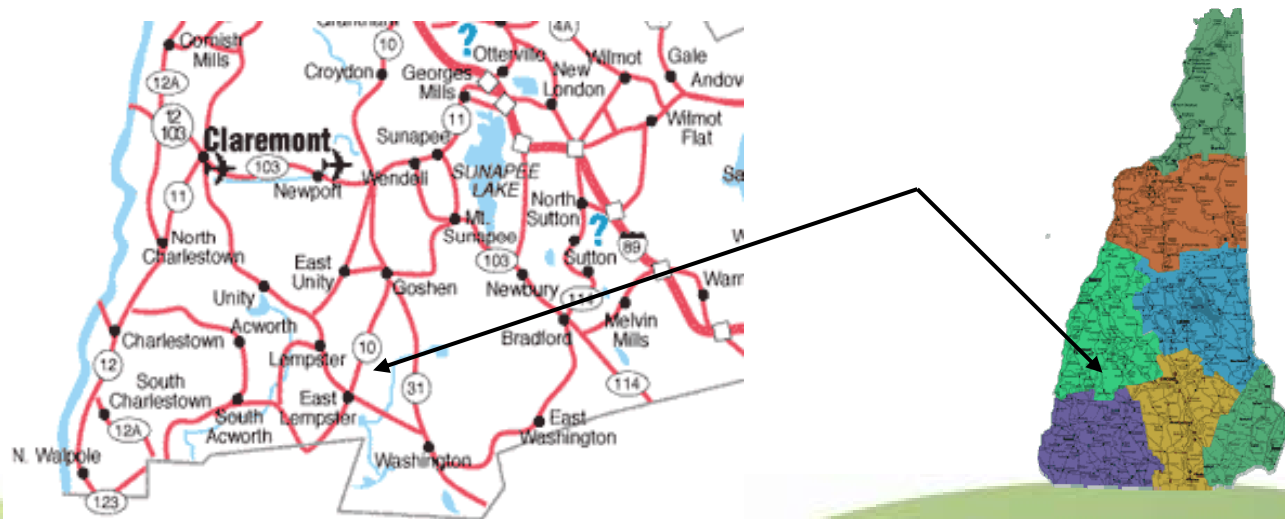 Cornish
Mills
12A
12
103
Claremont
103
Newport
11
North
Charlestown
10
Croydon
Georges
Mills
Otterville
?
4A
Wilmot
Gale
New
London
Wilmot
Flat
11
Sunapee
Wendell
SUNAPEE
LAKE
Mt.
Sunapee
North
Sutton
?
Sutton
89
103
Newbury
114
Melvin
Mills
Bradford
East
Unity
Goshen
Unity
Acworth
Lempster
10
31
East
Lempster
Charlestown
12
South
Charlestown
12A
South
Acworth
N. Walpole
123
Washington
East
Washington
114